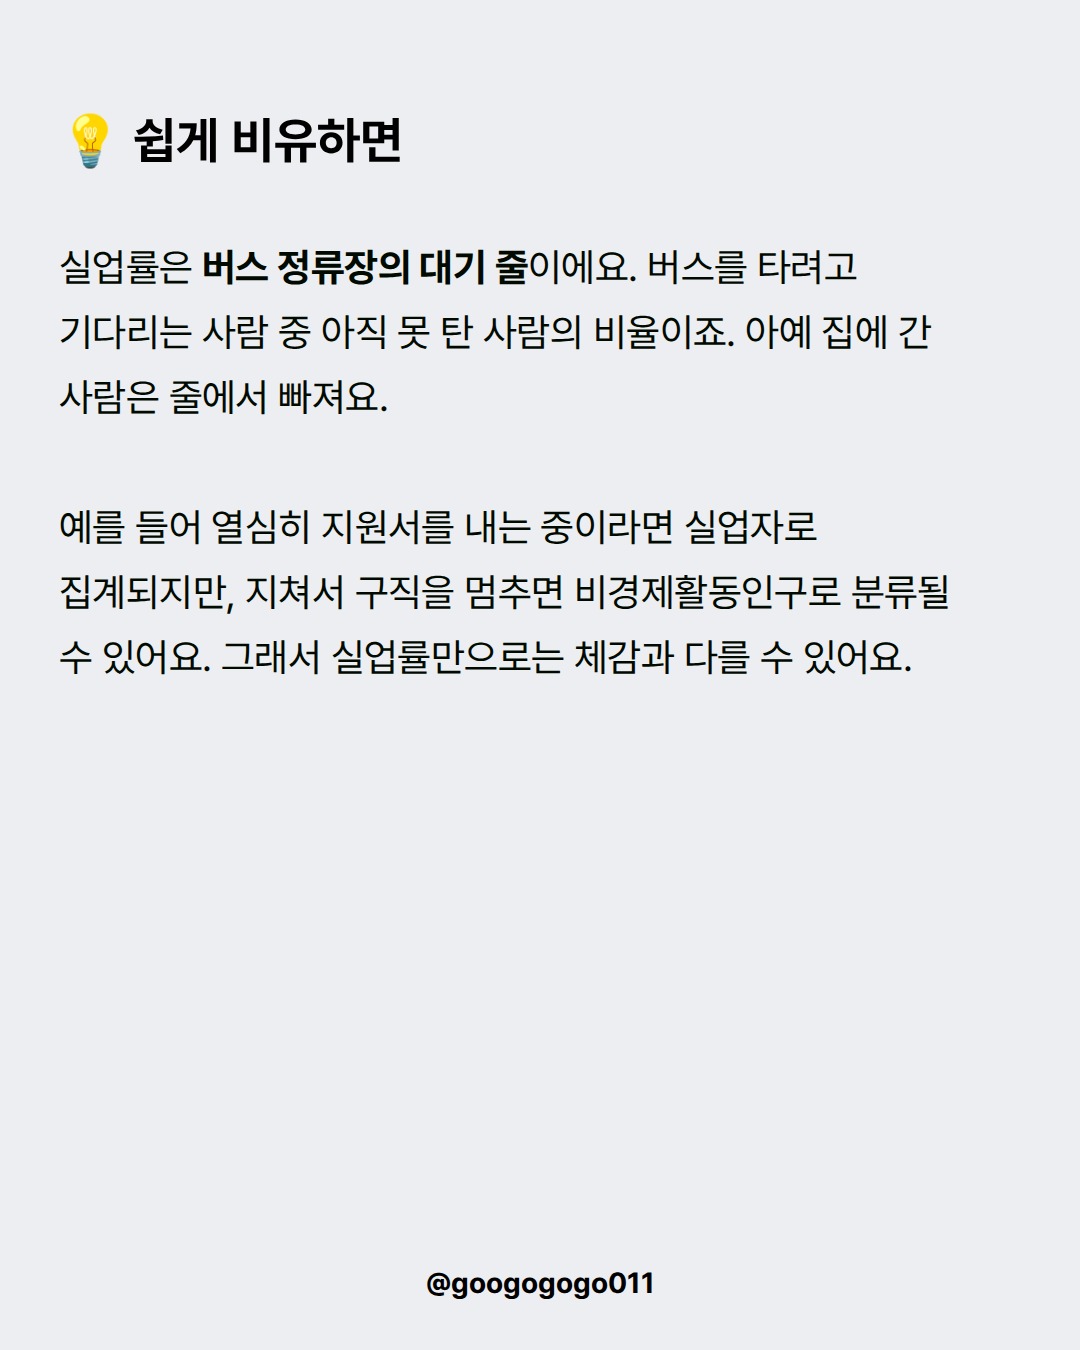 💡 쉽게 비유하면
실업률은 버스 정류장의 대기 줄이에요. 버스를 타려고
기다리는 사람 중 아직 못 탄 사람의 비율이죠. 아예 집에 간
사람은 줄에서 빠져요.
예를 들어 열심히 지원서를 내는 중이라면 실업자로
집계되지만, 지쳐서 구직을 멈추면 비경제활동인구로 분류될
수 있어요. 그래서 실업률만으로는 체감과 다를 수 있어요.
@googogogo011